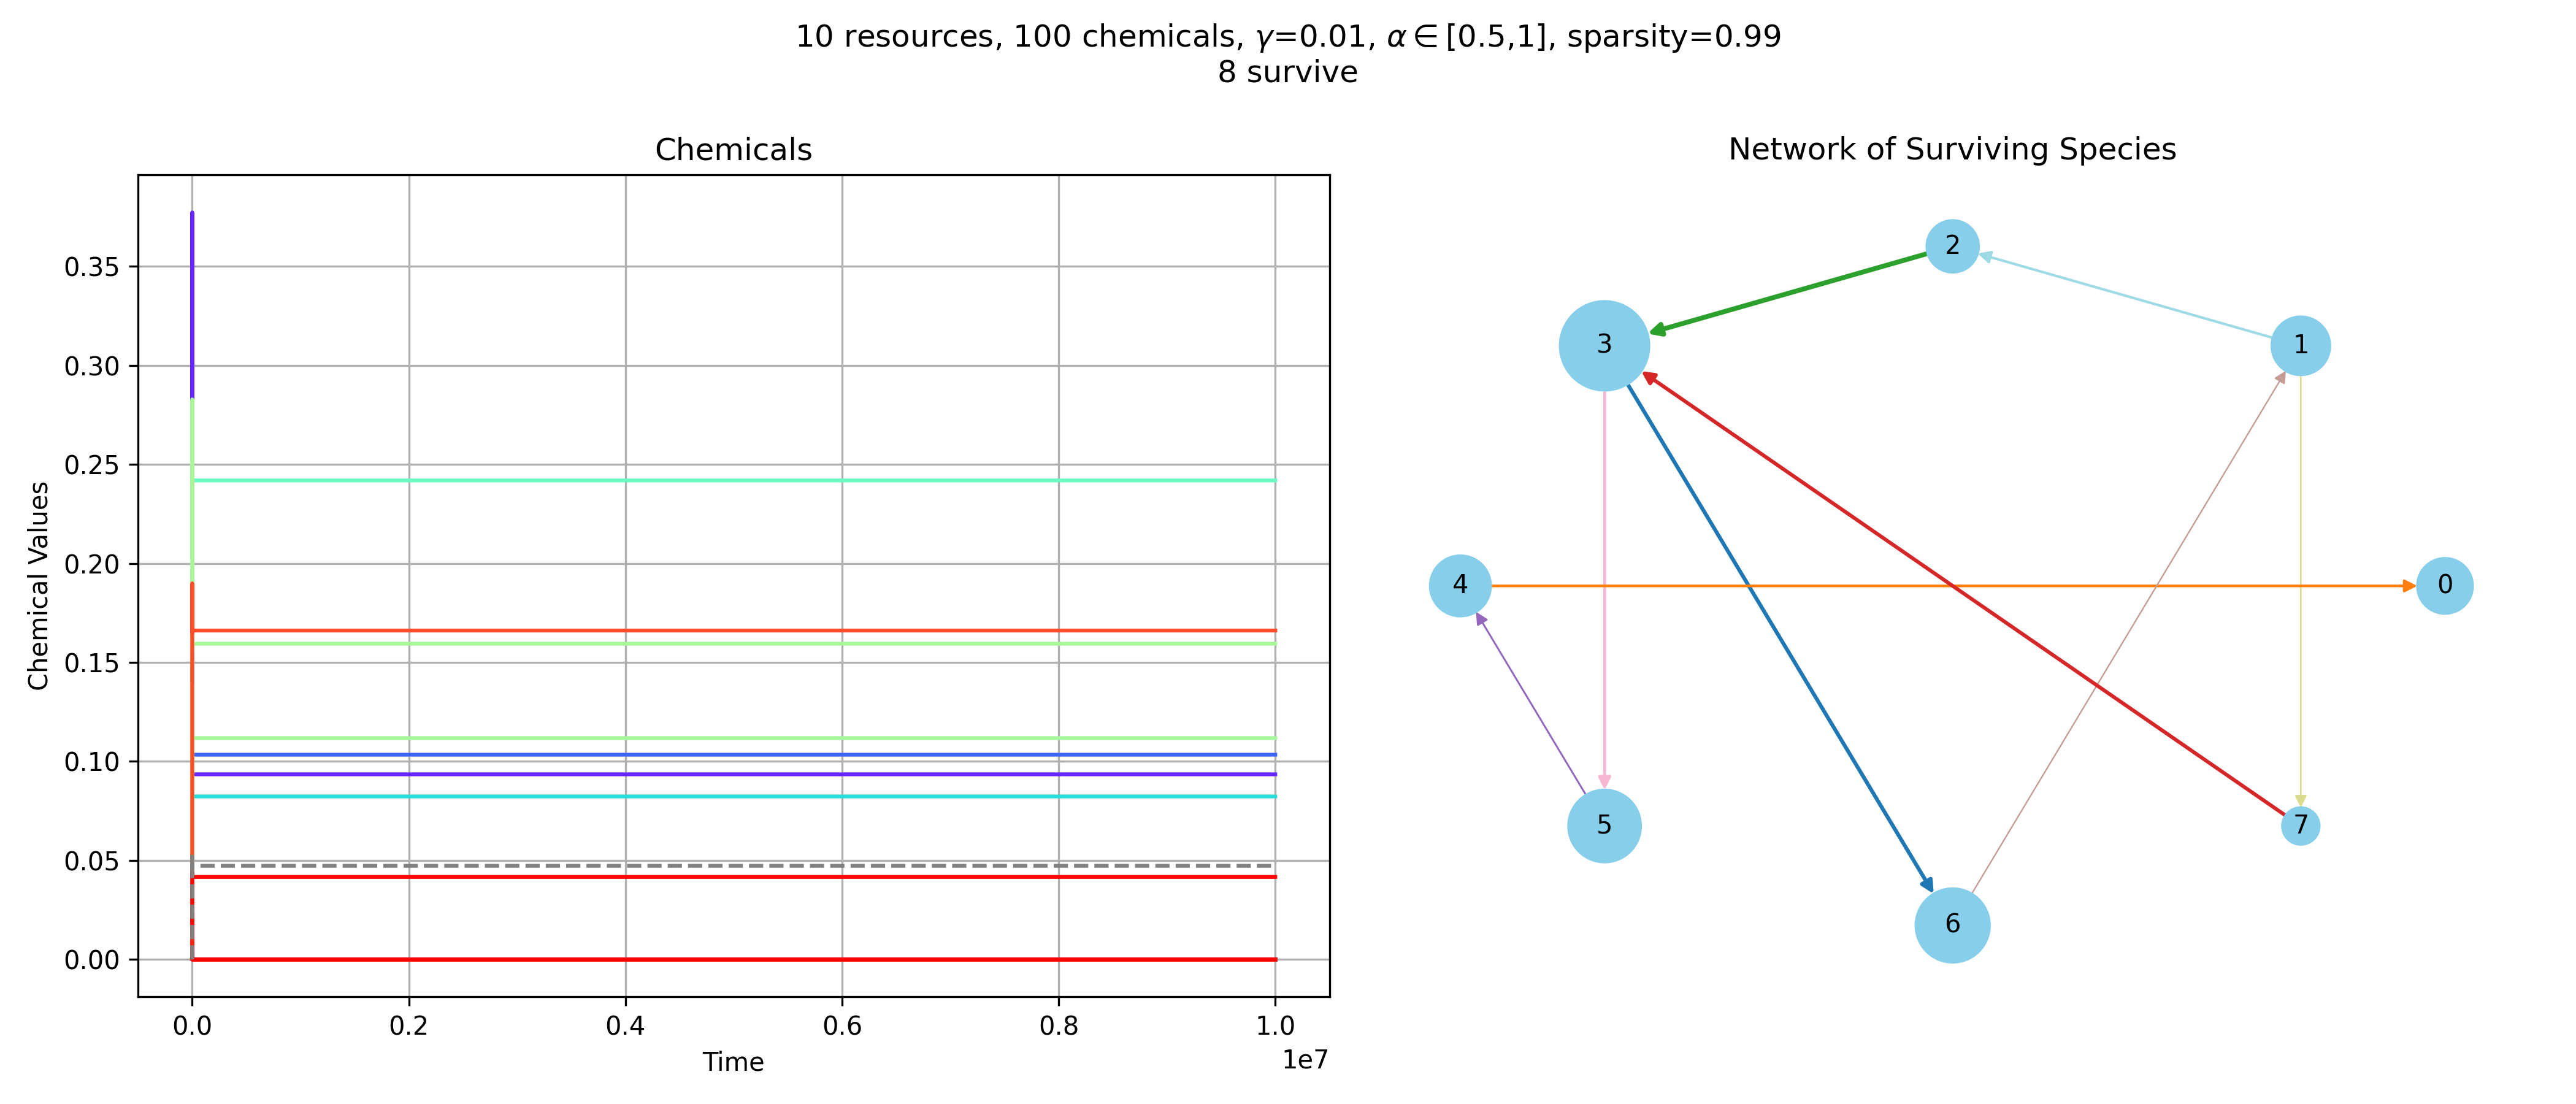 10 resources, 100 chemicals, γ=0.01, α∈[0.5,1], sparsity=0.99
8 survive
Chemicals
Network of Surviving Species
Chemical Values
0.35
0.30
0.25
0.20
0.15
0.10
0.05
0.00
0.0 0.2 0.4 0.6 0.8 1.0
1e7
Time
2
3
1
4
0
5
7
6